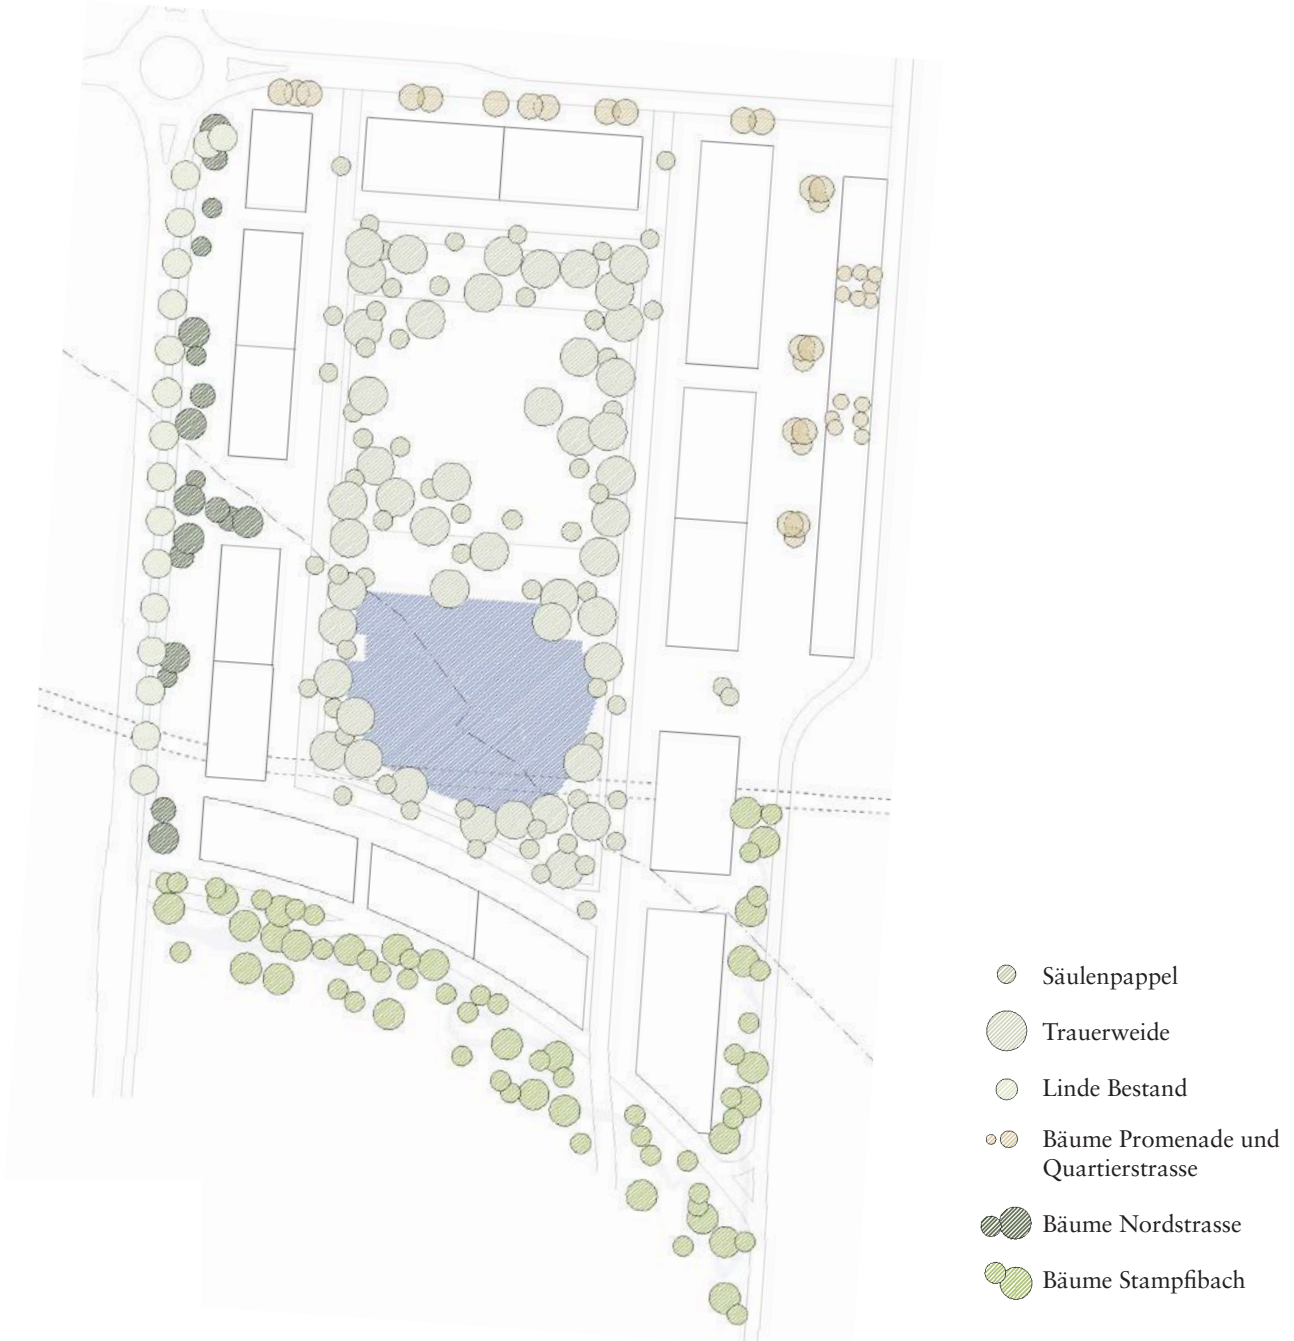 Säulenpappel
Trauerweide
Linde Bestand
Bäume Promenade und
Quartierstrasse
Bäume Nordstrasse
Bäume Stampfibach